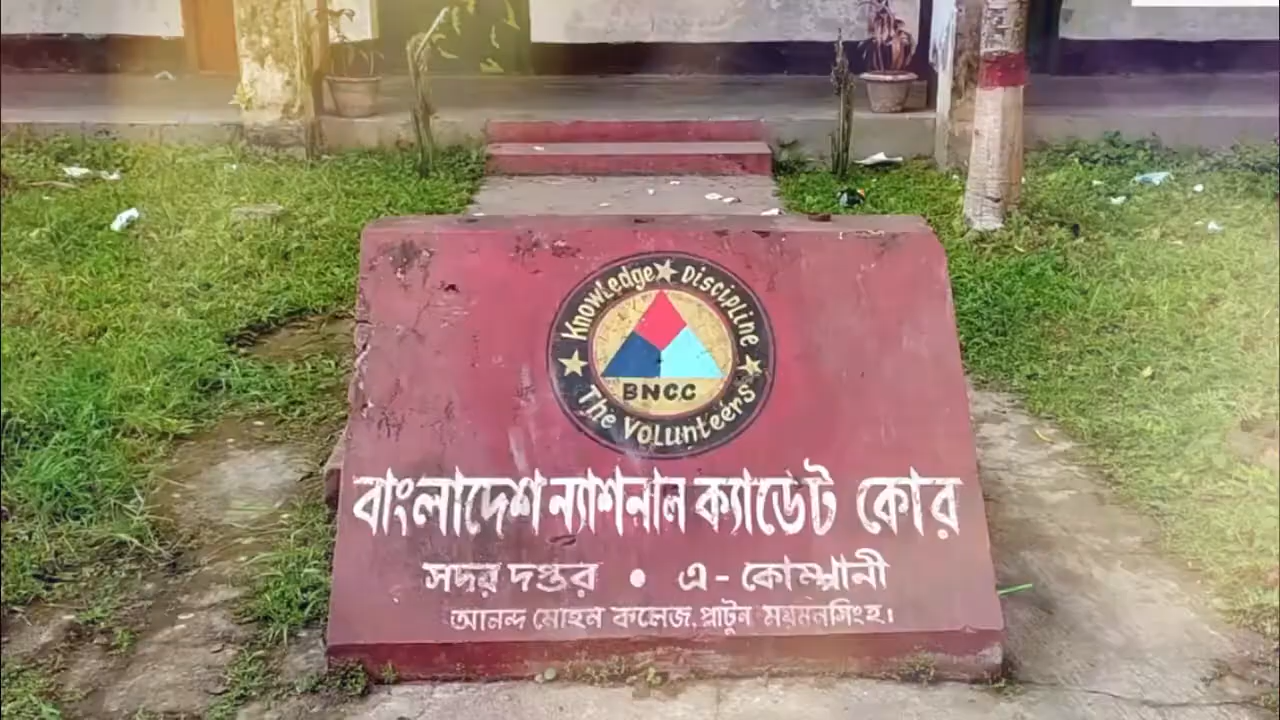 Knowledge ★ Discipline
★ The Volunteers ★
BNCC
বাংলাদেশ ন্যাশনাল ক্যাডেট কোর
সদর দপ্তর • এ - কোম্পানী
আনন্দ মোহন কলেজ, প্লাটুন ময়মনসিংহ।